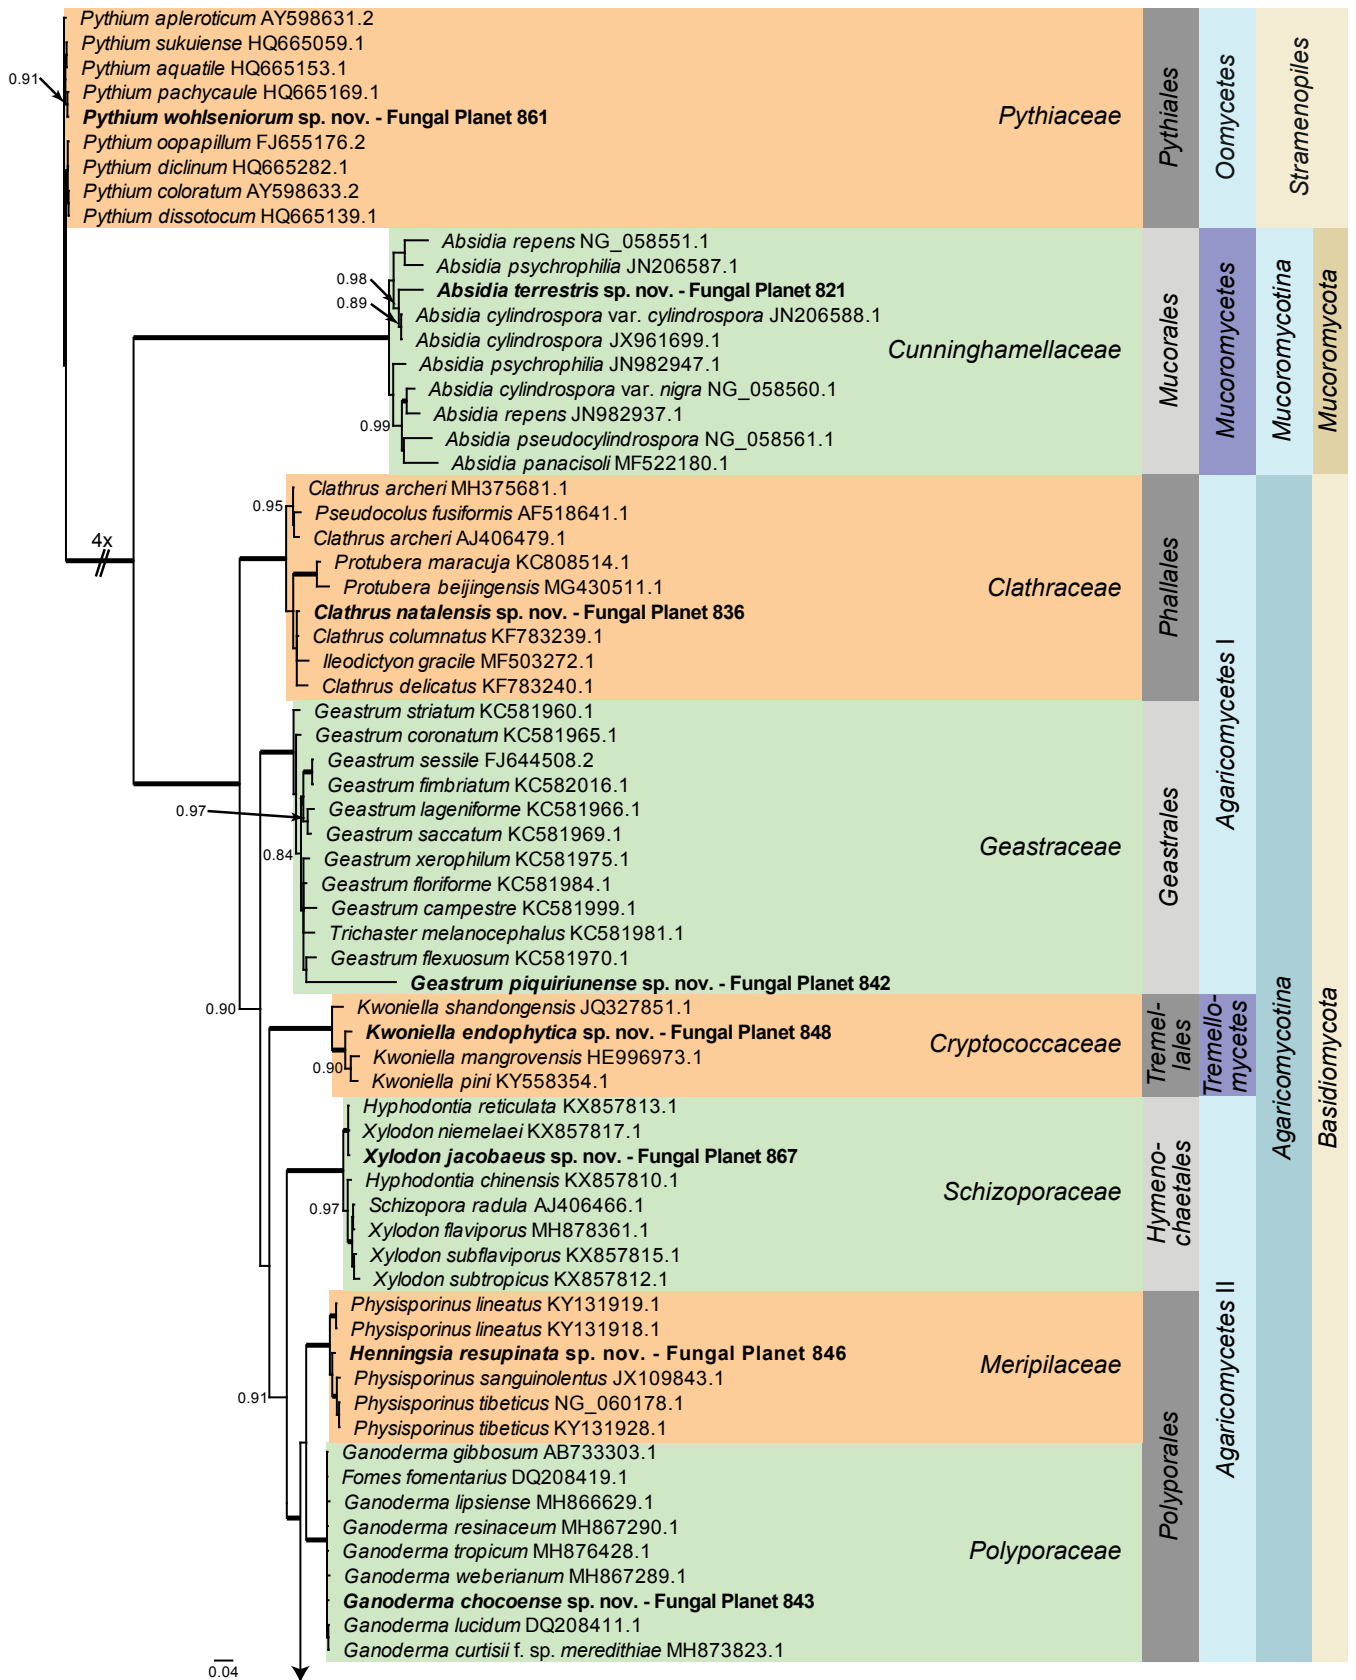 Pythium apleroticum AY598631.2
Pythium sukuiense HQ665059.1
Pythium aquatile HQ665153.1
0.91
Pythium pachycaule HQ665169.1
Pythium wohlseniorum sp. nov. - Fungal Planet 861
Pythium oopapillum FJ655176.2
Pythium diclinum HQ665282.1
Pythium coloratum AY598633.2
Pythium dissotocum HQ665139.1
Pythiaceae
Pythiales
Oomycetes
Stramenopiles
Absidia repens NG_058551.1
Absidia psychrophilia JN206587.1
0.98
Absidia terrestris sp. nov. - Fungal Planet 821
0.89
Absidia cylindrospora var. cylindrospora JN206588.1
Absidia cylindrospora JX961699.1
Absidia psychrophilia JN982947.1
Absidia cylindrospora var. nigra NG_058560.1
Absidia repens JN982937.1
0.99
Absidia pseudocylindrospora NG_058561.1
Absidia panacisoli MF522180.1
Cunninghamellaceae
Mucorales
Mucoromycetes
Mucoromycotina
Mucoromycota
4x
Clathrus archeri MH375681.1
0.95
Pseudocolus fusiformis AF518641.1
Clathrus archeri AJ406479.1
Protubera maracuja KC808514.1
Protubera beijingensis MG430511.1
Clathrus natalensis sp. nov. - Fungal Planet 836
Clathrus columnatus KF783239.1
Ileodictyon gracile MF503272.1
Clathrus delicatus KF783240.1
Clathraceae
Phallales
Agaricomycetes I
Geastrum striatum KC581960.1
Geastrum coronatum KC581965.1
Geastrum sessile FJ644508.2
Geastrum fimbriatum KC582016.1
0.97
Geastrum lageniforme KC581966.1
Geastrum saccatum KC581969.1
0.84
Geastrum xerophilum KC581975.1
Geastrum floriforme KC581984.1
Geastrum campestre KC581999.1
Trichaster melanocephalus KC581981.1
Geastrum flexuosum KC581970.1
Geastrum piquiriunense sp. nov. - Fungal Planet 842
Geastraceae
Geastrales
0.90
Kwoniella shandongensis JQ327851.1
Kwoniella endophytica sp. nov. - Fungal Planet 848
Kwoniella mangrovensis HE996973.1
0.90
Kwoniella pini KY558354.1
Cryptococcaceae
Tremel-
lales
Tremello-
mycetes
Agaricomycotina
Basidiomycota
Hyphodontia reticulata KX857813.1
Xylodon niemelaei KX857817.1
Xylodon jacobaeus sp. nov. - Fungal Planet 867
Hyphodontia chinensis KX857810.1
0.97
Schizopora radula AJ406466.1
Xylodon flaviporus MH878361.1
Xylodon subflaviporus KX857815.1
Xylodon subtropicus KX857812.1
Schizoporaceae
Hymeno-
chaetales
Agaricomycetes II
Physisporinus lineatus KY131919.1
Physisporinus lineatus KY131918.1
Henningsia resupinata sp. nov. - Fungal Planet 846
Physisporinus sanguinolentus JX109843.1
0.91
Physisporinus tibeticus NG_060178.1
Physisporinus tibeticus KY131928.1
Meripilaceae
Polyporales
Ganoderma gibbosum AB733303.1
Fomes fomentarius DQ208419.1
Ganoderma lipsiense MH866629.1
Ganoderma resinaceum MH867290.1
Ganoderma tropicum MH876428.1
Ganoderma weberianum MH867289.1
Ganoderma chocoense sp. nov. - Fungal Planet 843
Ganoderma lucidum DQ208411.1
Ganoderma curtisii f. sp. meredithiae MH873823.1
Polyporaceae
0.04